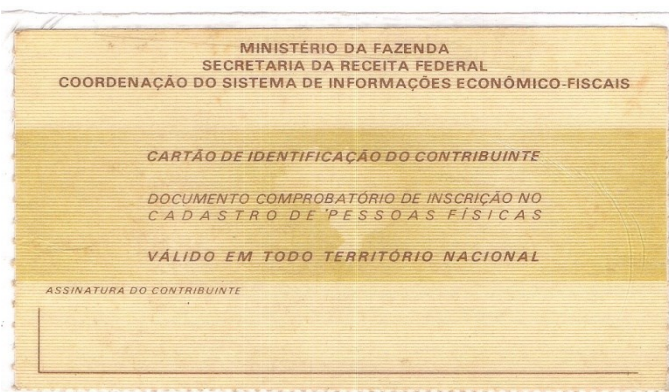 MINISTÉRIO DA FAZENDA
SECRETARIA DA RECEITA FEDERAL
COORDENAÇÃO DO SISTEMA DE INFORMAÇÕES ECONÔMICO-FISCAIS
CARTÃO DE IDENTIFICAÇÃO DO CONTRIBUINTE
DOCUMENTO COMPROBATÓRIO DE INSCRIÇÃO NO
CADASTRO DE PESSOAS FÍSICAS
VÁLIDO EM TODO TERRITÓRIO NACIONAL
ASSINATURA DO CONTRIBUINTE